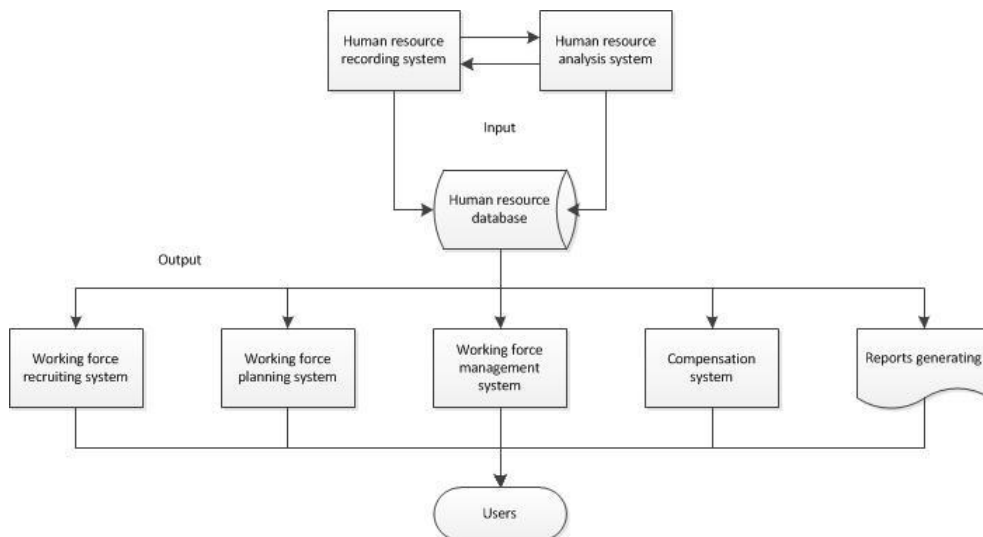 Human resource
recording system
Human resource
analysis system
Input
Human resource
database
Output
Working force
recruiting system
Working force
planning system
Working force
management
system
Compensation
system
Reports generating
Users